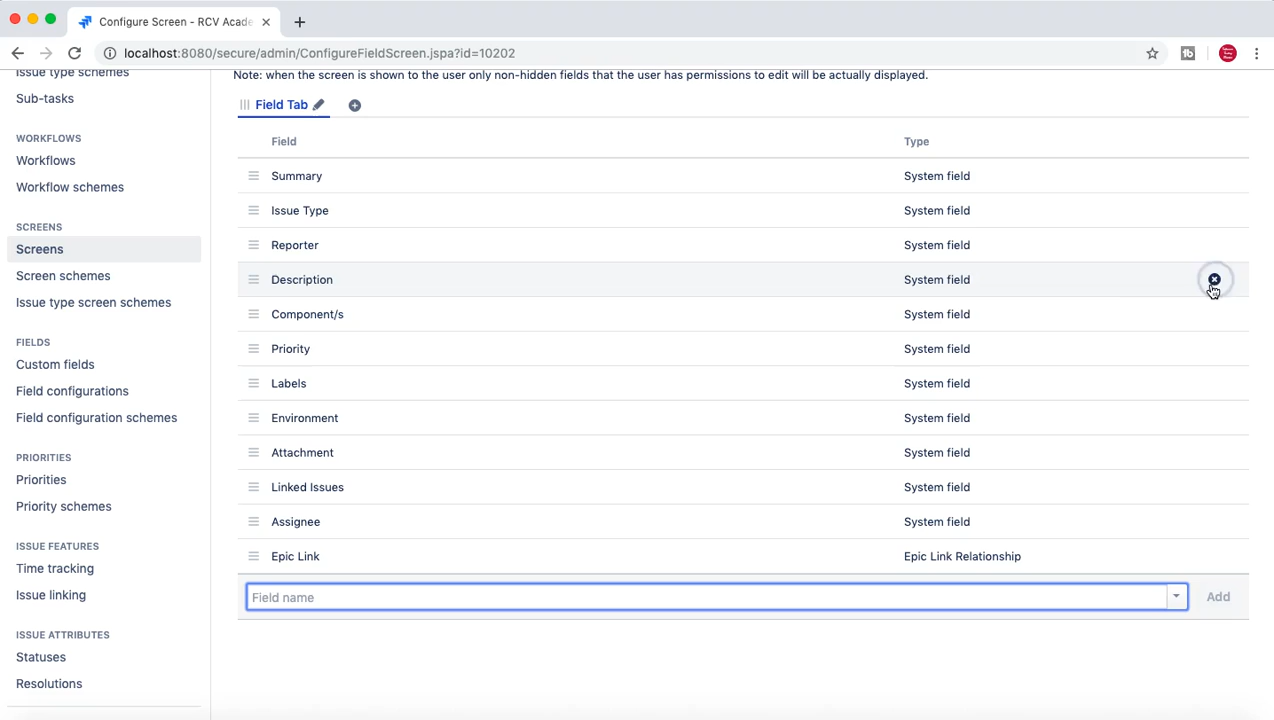 Configure Screen - RCV Acade
localhost:8080/secure/admin/ConfigureFieldScreen.jspa?id=10202
Issue type schemes
Sub-tasks
WORKFLOWS
Workflows
Workflow schemes
SCREENS
Screens
Screen schemes
Issue type screen schemes
FIELDS
Custom fields
Field configurations
Field configuration schemes
PRIORITIES
Priorities
Priority schemes
ISSUE FEATURES
Time tracking
Issue linking
ISSUE ATTRIBUTES
Statuses
Resolutions
Note: when the screen is shown to the user only non-hidden fields that the user has permissions to edit will be actually displayed.
Field Tab
Field Type
Summary System field
Issue Type System field
Reporter System field
Description System field
Component/s System field
Priority System field
Labels System field
Environment System field
Attachment System field
Linked Issues System field
Assignee System field
Epic Link Epic Link Relationship
Field name Add